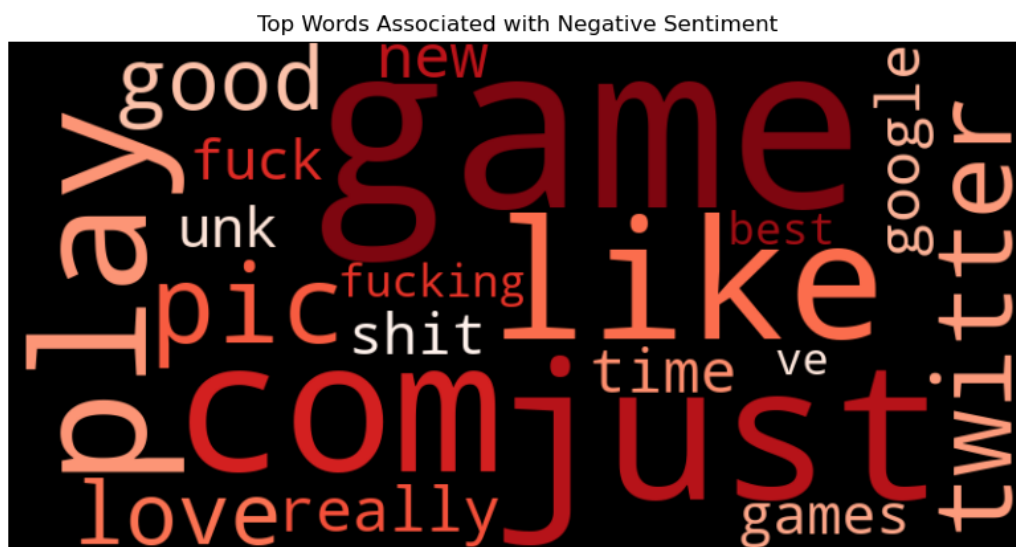 Top Words Associated with Negative Sentiment
new
good
game
google
fuck
play
twitter
unk
best
like
pic
fucking
shit
time
ve
com
just
love
really
games